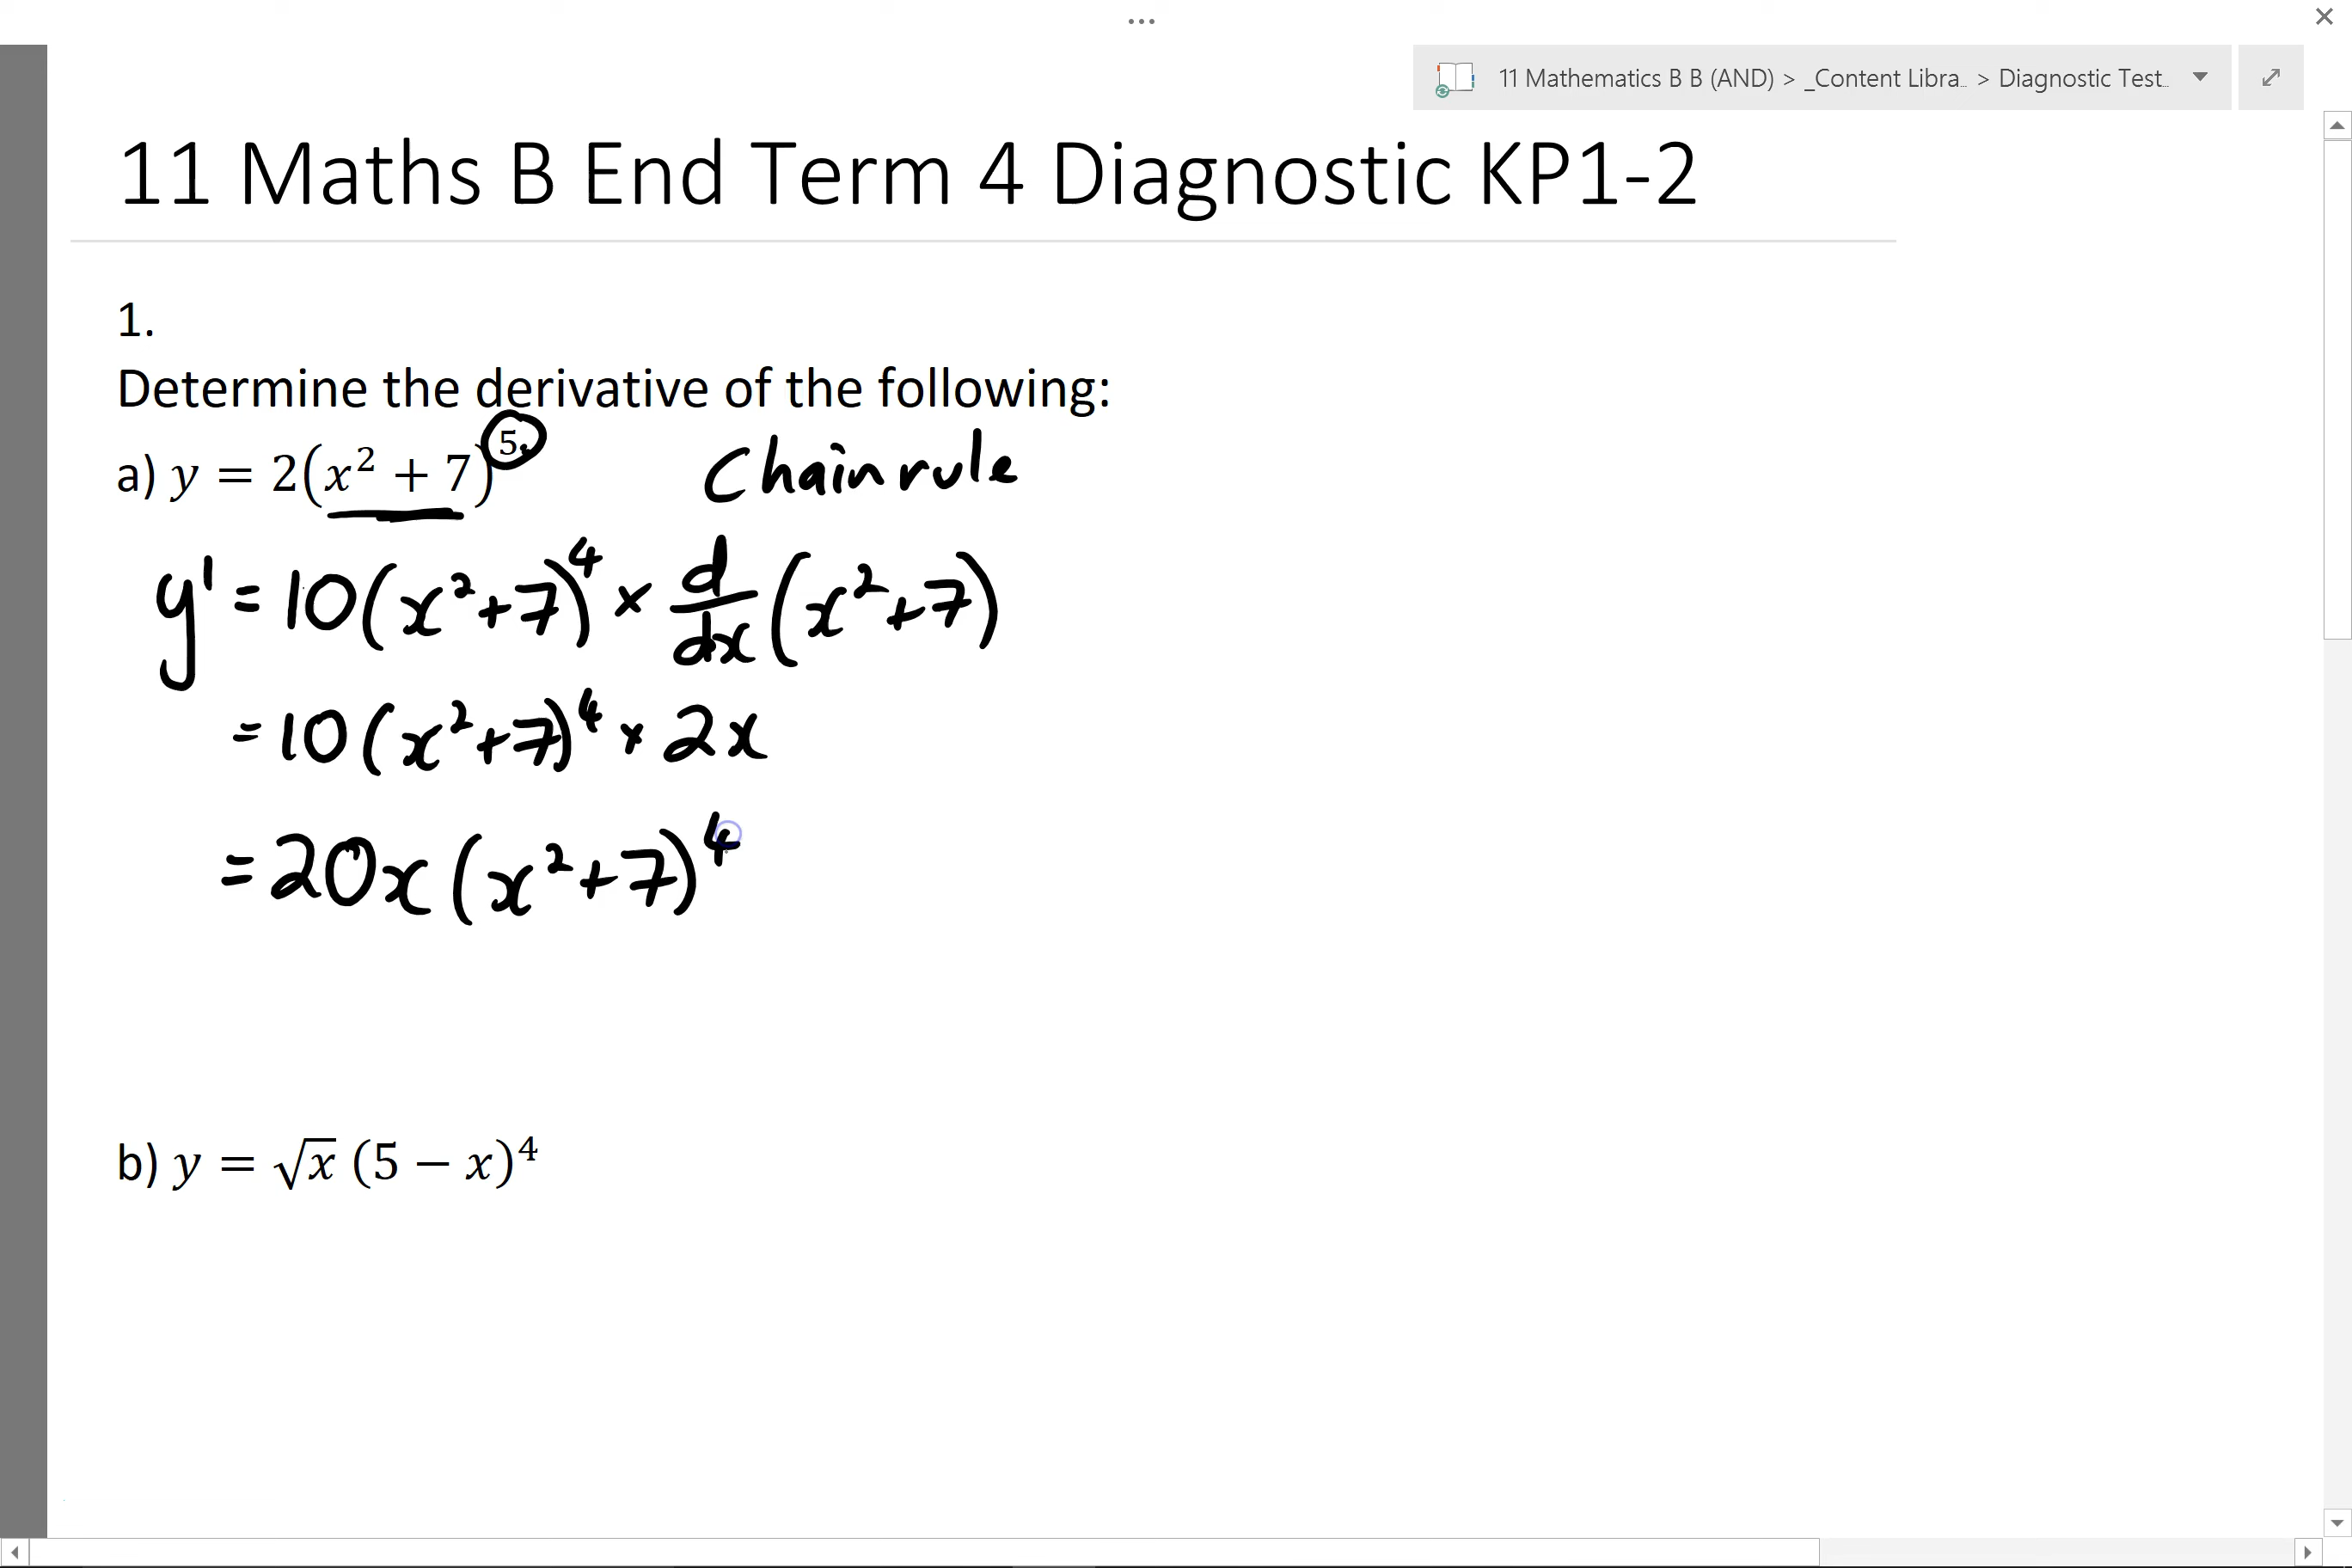 11 Mathematics B B (AND) > _Content Libra... > Diagnostic Test...
11 Maths B End Term 4 Diagnostic KP1-2
1.
Determine the derivative of the following:
a) y = 2(x² + 7)⁵ Chain rule
y' = 10(x²+7)⁴ × d/dx (x²+7)
= 10(x²+7)⁴ × 2x
= 20x(x²+7)⁴
b) y = √x (5 − x)⁴